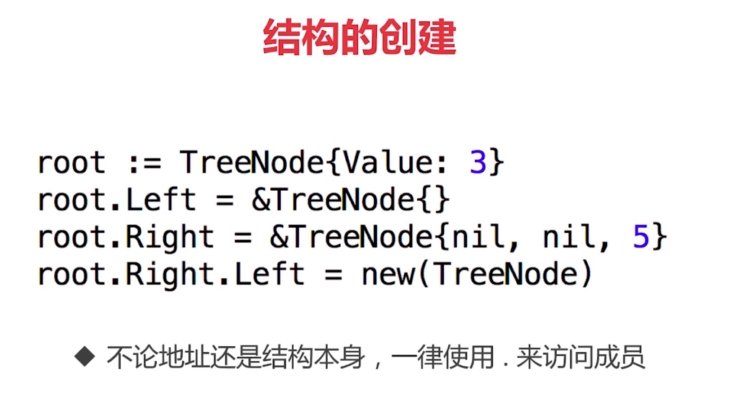 结构的创建
root := TreeNode{Value: 3}
root.Left = &TreeNode{}
root.Right = &TreeNode{nil, nil, 5}
root.Right.Left = new(TreeNode)
◆ 不论地址还是结构本身，一律使用 . 来访问成员